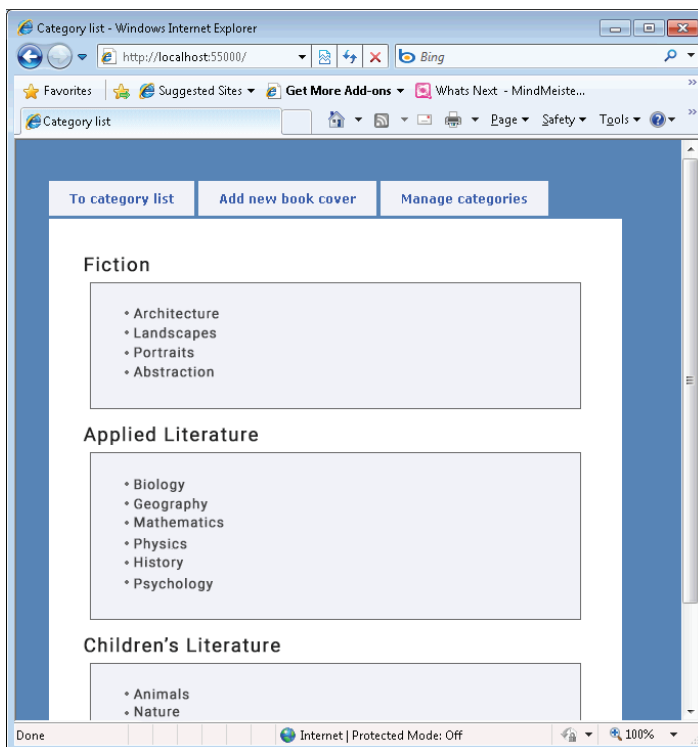 Category list - Windows Internet Explorer
http://localhost:55000/
Bing
Favorites
Suggested Sites
Get More Add-ons
Whats Next - MindMeiste...
Category list
Page
Safety
Tools
To category list
Add new book cover
Manage categories
Fiction
• Architecture
• Landscapes
• Portraits
• Abstraction
Applied Literature
• Biology
• Geography
• Mathematics
• Physics
• History
• Psychology
Children's Literature
• Animals
• Nature
Done
Internet | Protected Mode: Off
100%